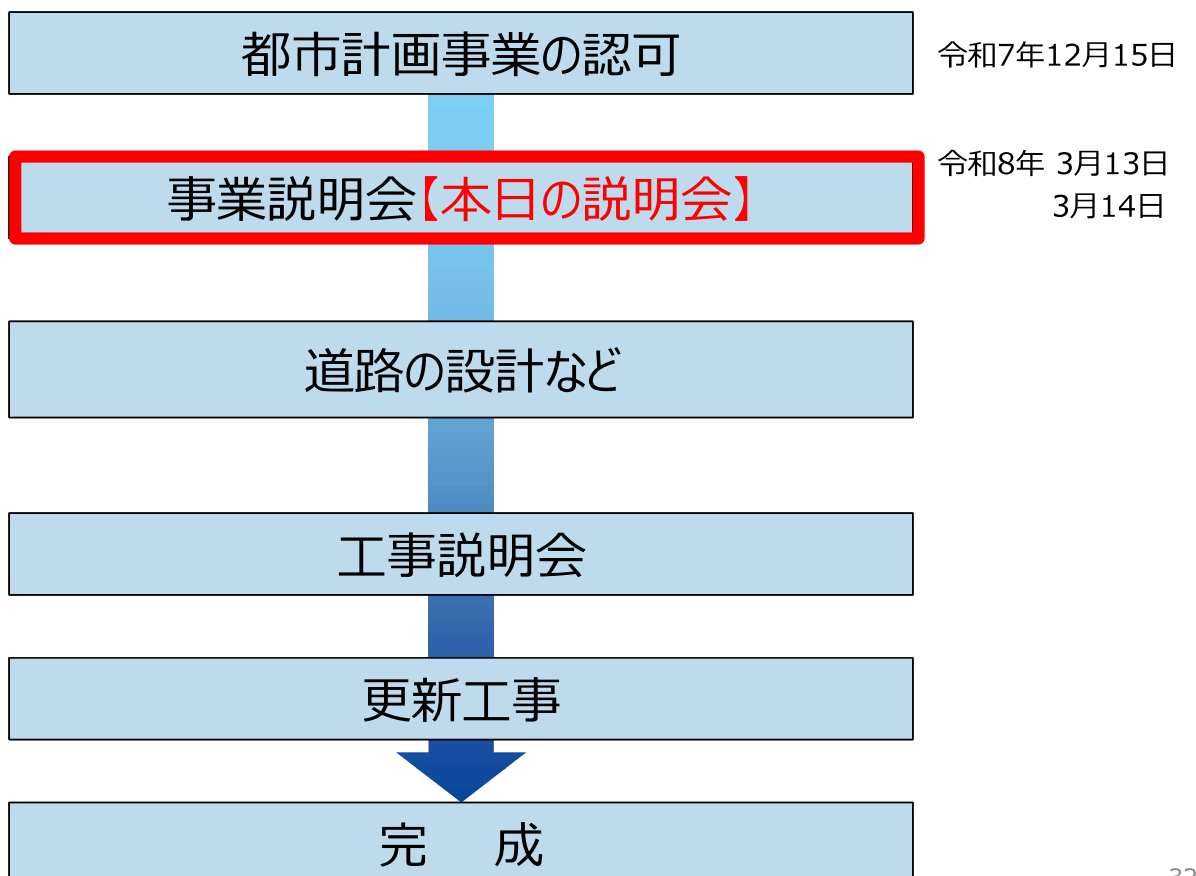 都市計画事業の認可
令和7年12月15日
事業説明会【本日の説明会】
令和8年 3月13日
3月14日
道路の設計など
工事説明会
更新工事
完 成
32